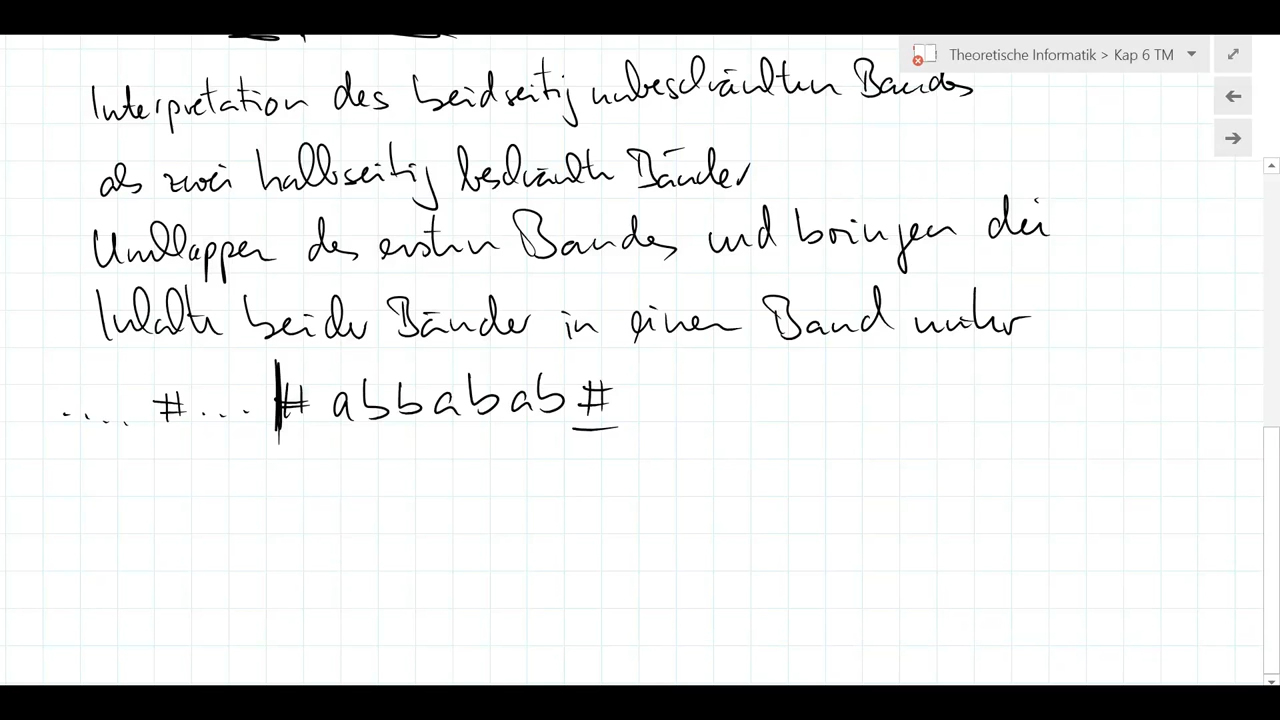 Theoretische Informatik > Kap 6 TM
Interpretation des beidseitig unbeschränkten Bandes
als zwei halbseitig beschränkte Bänder
Umklappen des ersten Bandes und bringen die
Inhalte beider Bänder in einen Band unter
.... #... # abbabab#